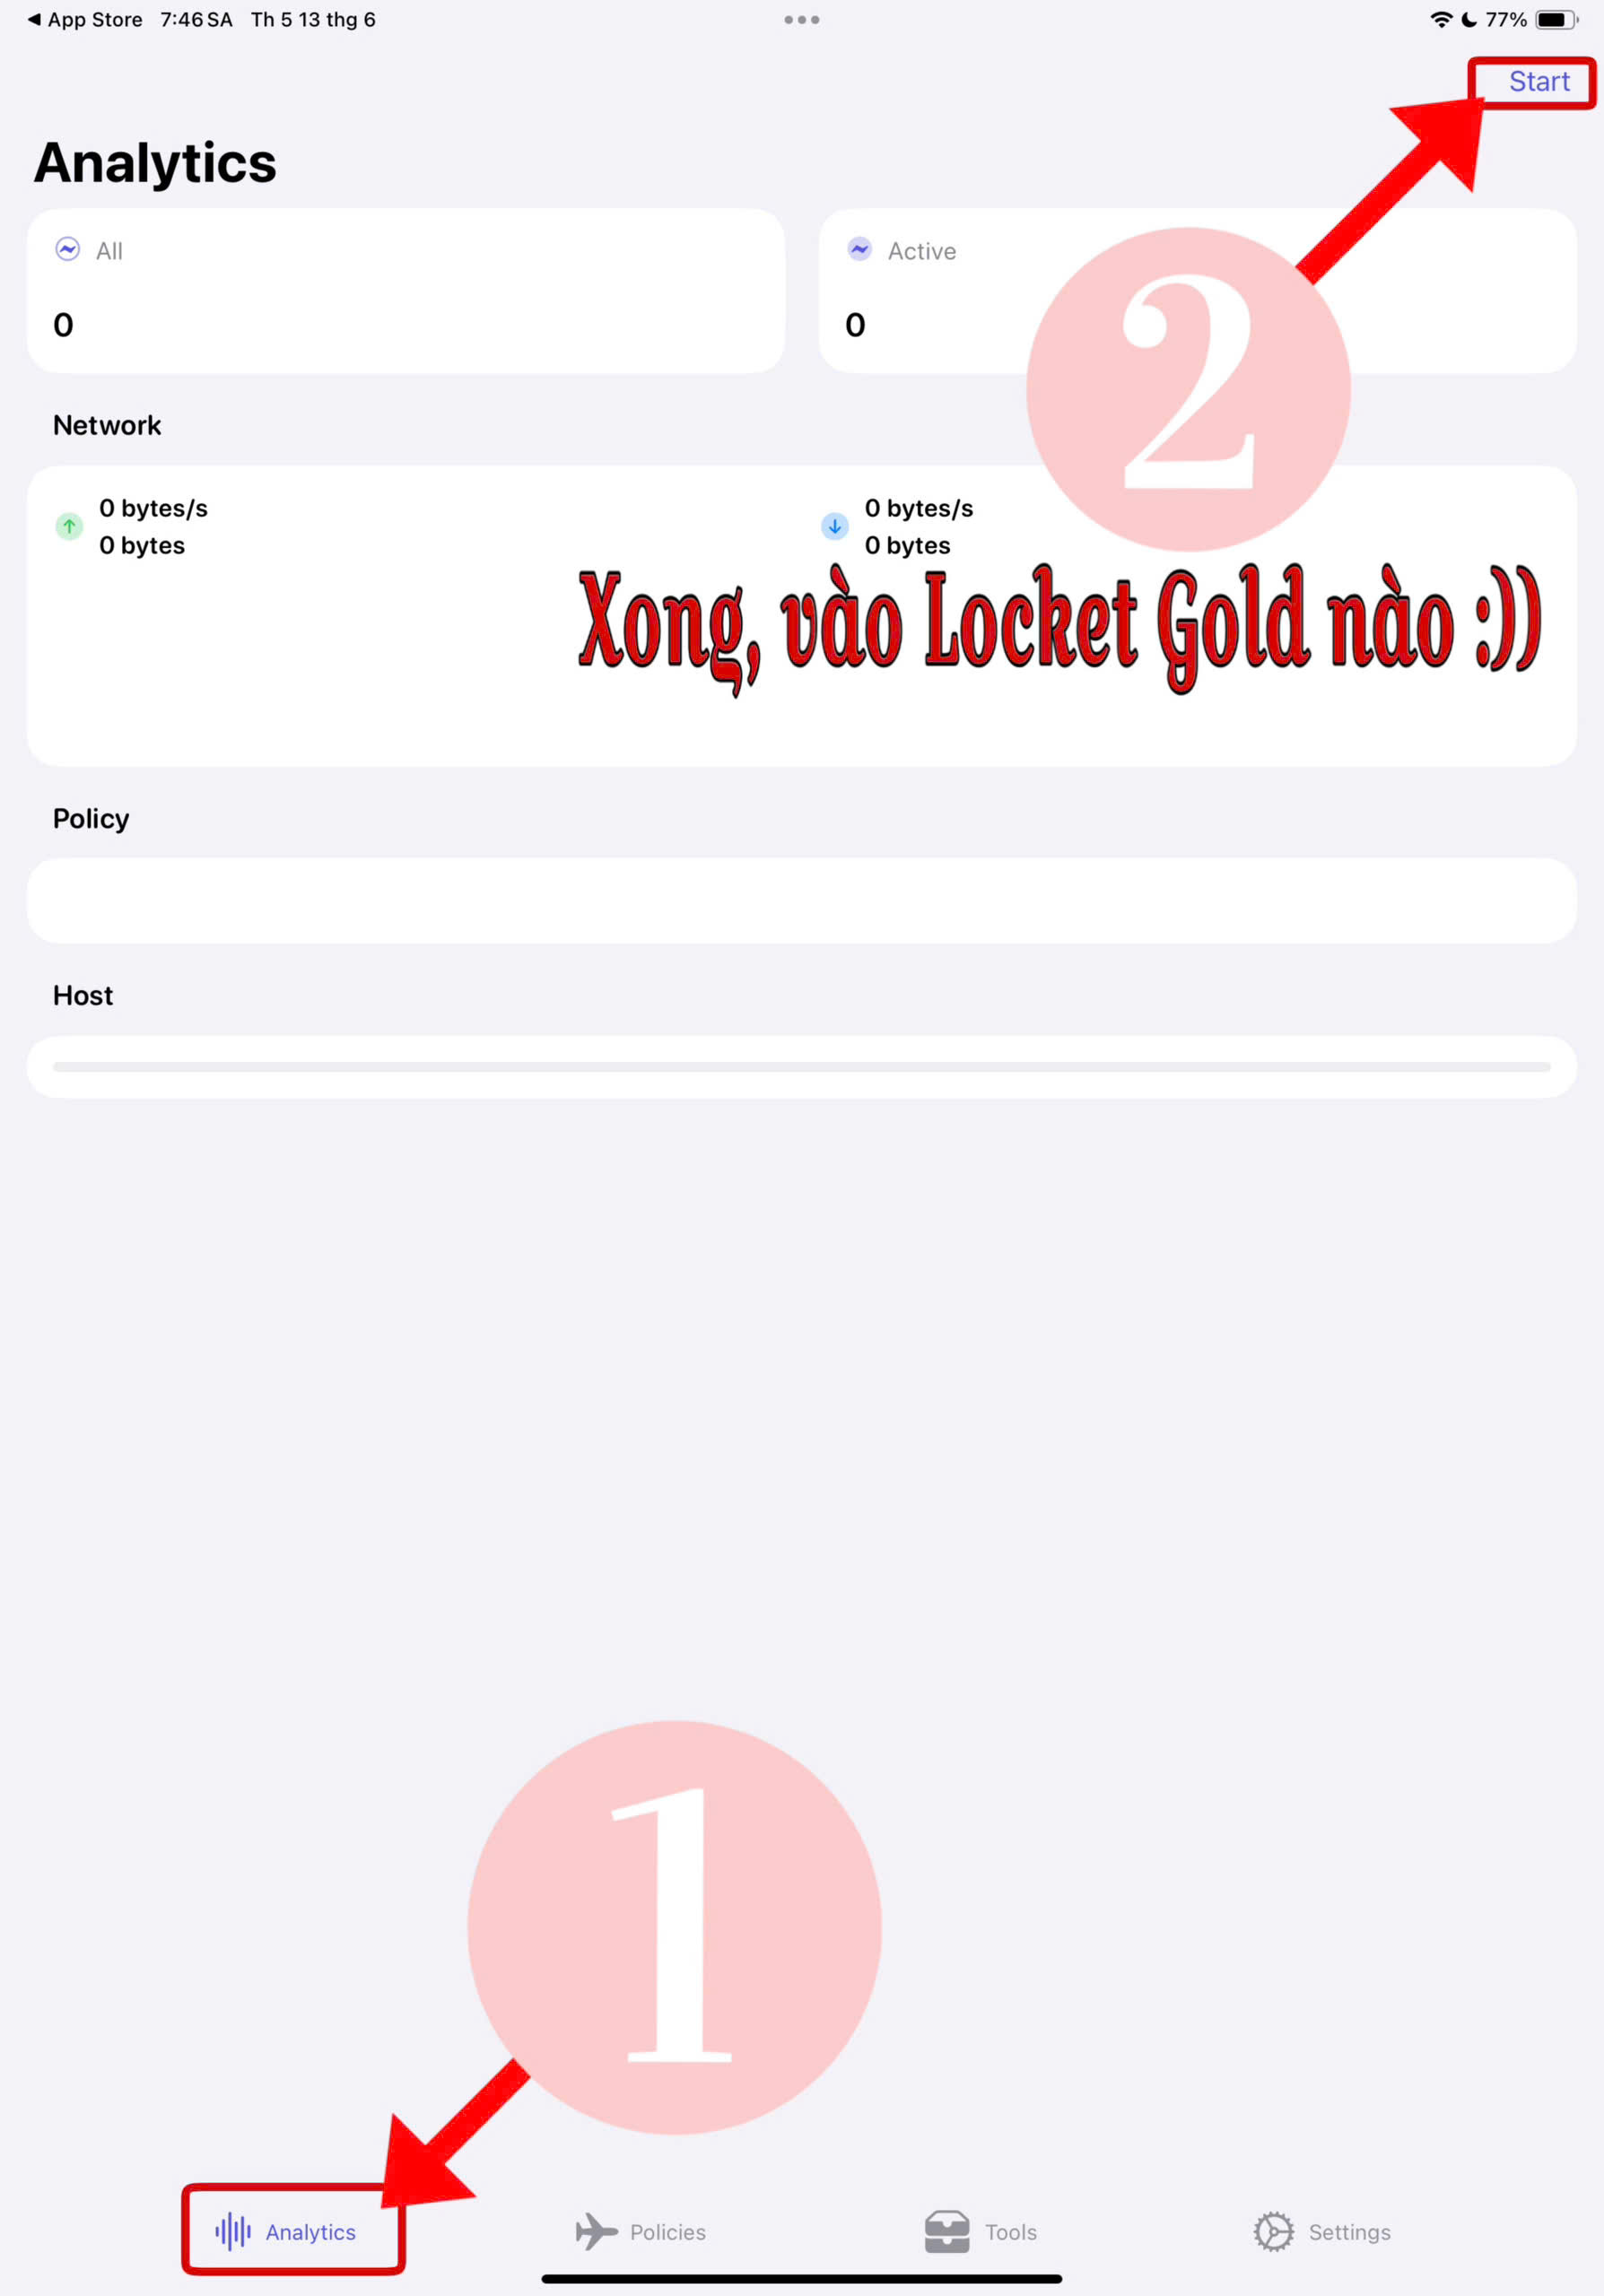 App Store 7:46 SA Th 5 13 thg 6
77%
Start
Analytics
All
0
Active
0
2
Network
0 bytes/s
0 bytes
0 bytes/s
0 bytes
Xong, vào Locket Gold nào :))
Policy
Host
1
Analytics
Policies
Tools
Settings